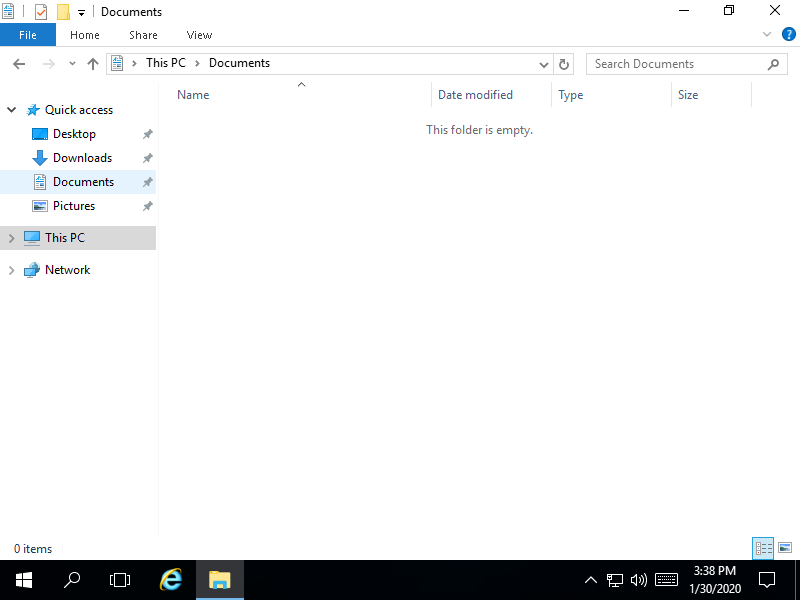 Documents
File Home Share View
This PC Documents Search Documents
Name Date modified Type Size
This folder is empty.
Quick access
Desktop
Downloads
Documents
Pictures
This PC
Network
0 items
3:38 PM
1/30/2020